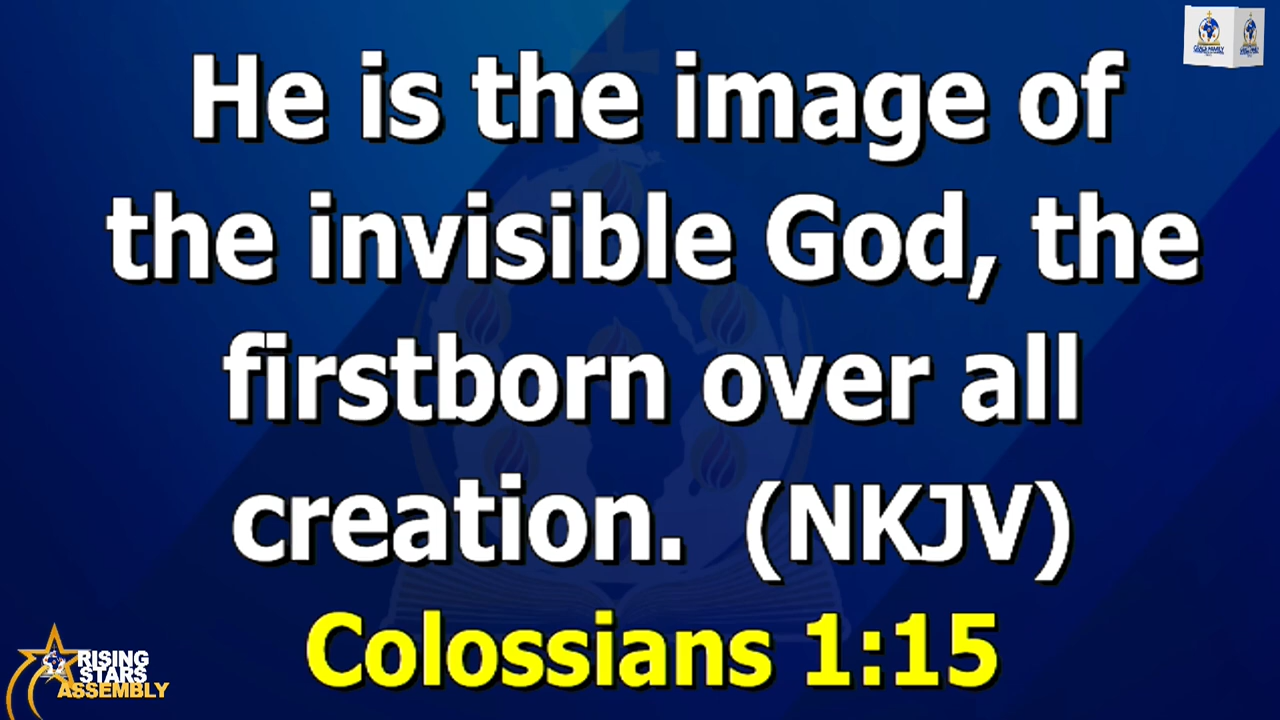 He is the image of
the invisible God, the
firstborn over all
creation. (NKJV)
Colossians 1:15
RISING
STARS
ASSEMBLY